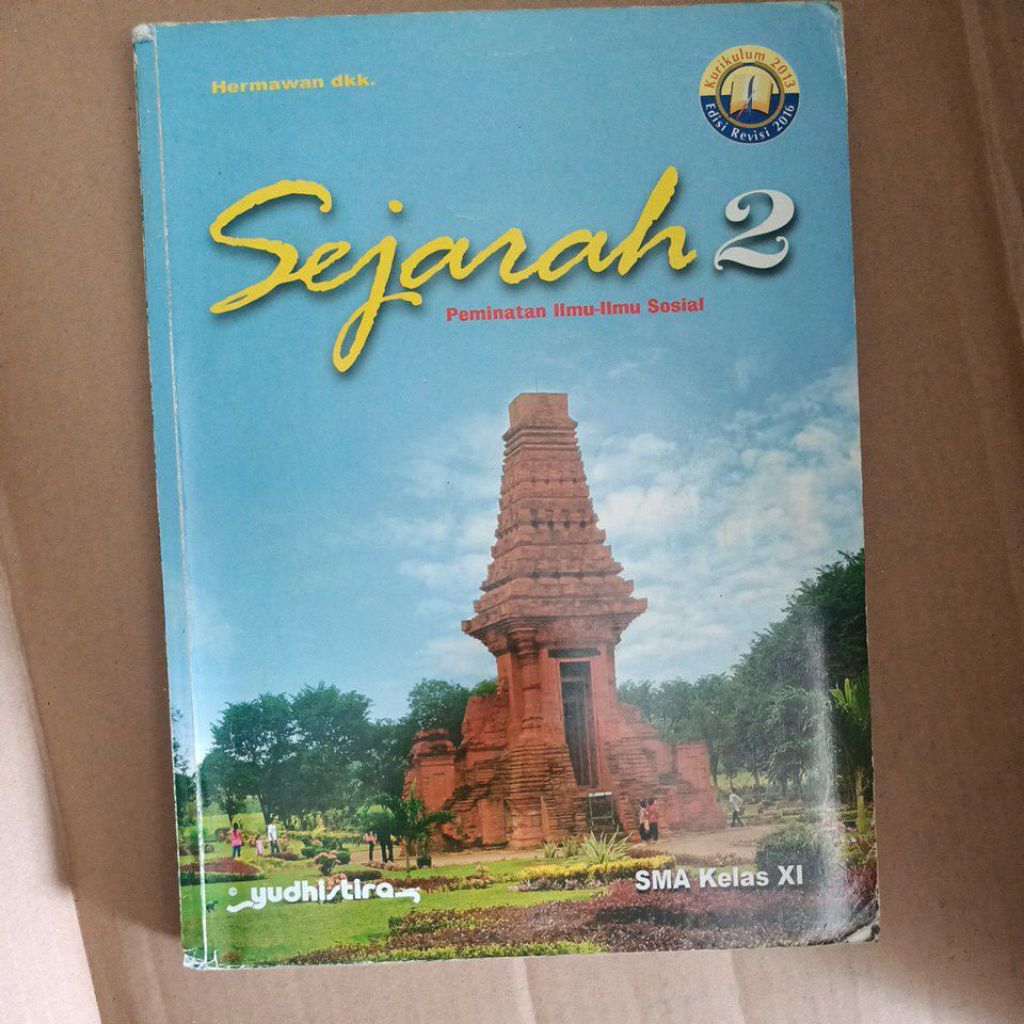 Hermawan dkk.
Kurikulum 2013
Edisi Revisi 2016
Sejarah 2
Peminatan Ilmu-Ilmu Sosial
yudhistira
SMA Kelas XI